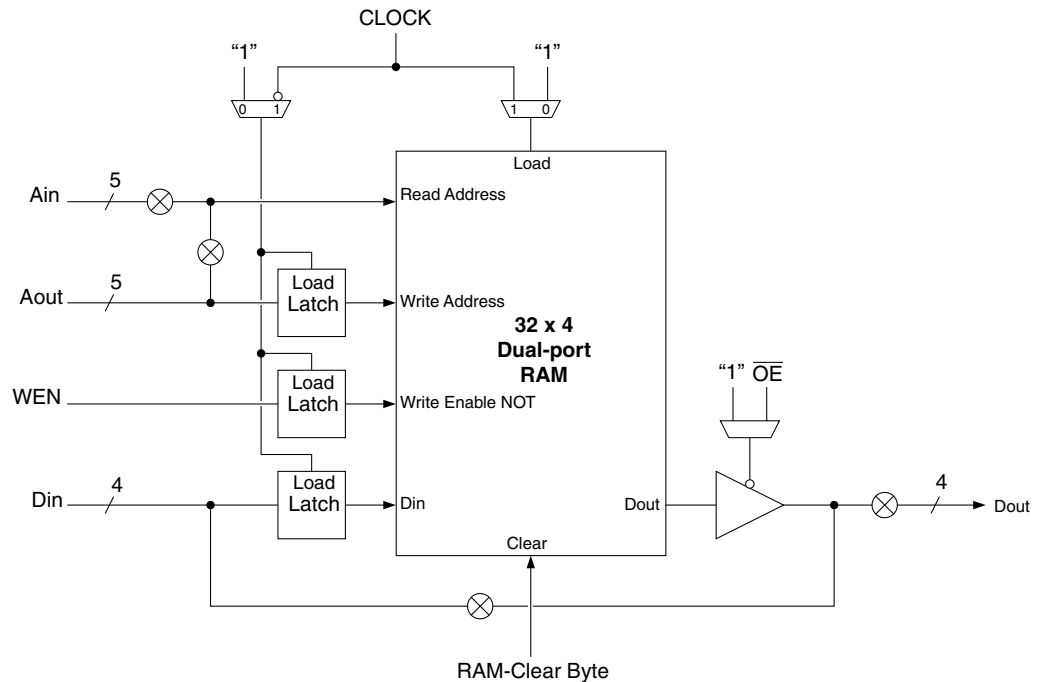 CLOCK
“1”
“1”
0 1
1 0
Load
Ain
5
Read Address
Aout
5
Load
Latch
Write Address
32 x 4
Dual-port
RAM
WEN
Load
Latch
Write Enable NOT
“1” OE
Din
4
Load
Latch
Din
Dout
4
Dout
Clear
RAM-Clear Byte